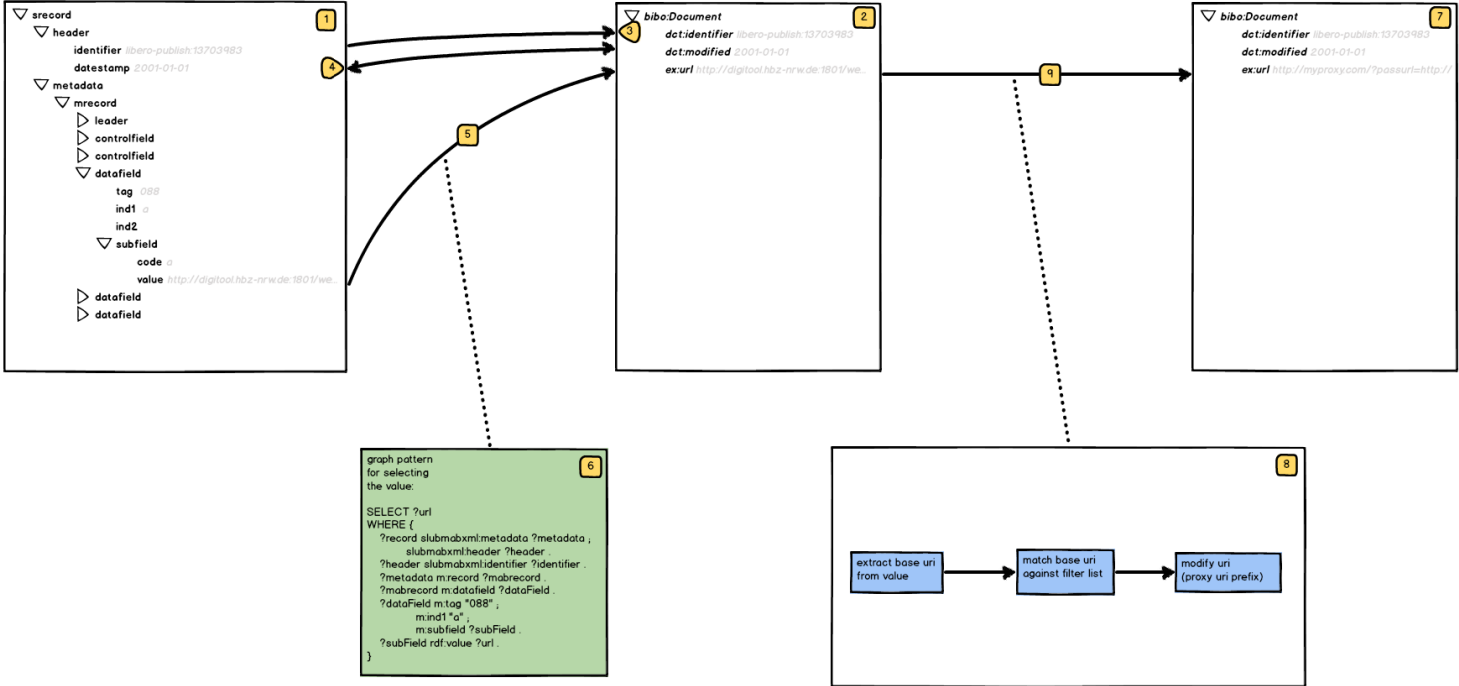 srecord
1
header
identifier libero-publish:13703983
datestamp 2001-01-01
4
metadata
mrecord
leader
controlfield
controlfield
datafield
tag 088
ind1 a
ind2
subfield
code a
value http://digitool.hbz-nrw.de:1801/we...
datafield
datafield
5
bibo:Document
2
3
dct:identifier libero-publish:13703983
dct:modified 2001-01-01
ex:url http://digitool.hbz-nrw.de:1801/we...
9
bibo:Document
7
dct:identifier libero-publish:13703983
dct:modified 2001-01-01
ex:url http://myproxy.com/?passurl=http://
graph pattern
for selecting
the value:
6
SELECT ?url
WHERE {
?record slubmabxml:metadata ?metadata ;
slubmabxml:header ?header .
?header slubmabxml:identifier ?identifier .
?metadata m:record ?mabrecord .
?mabrecord m:datafield ?dataField .
?dataField m:tag "088" ;
m:ind1 "a" ;
m:subfield ?subField .
?subField rdf:value ?url .
}
8
extract base uri
from value
match base uri
against filter list
modify uri
(proxy uri prefix)